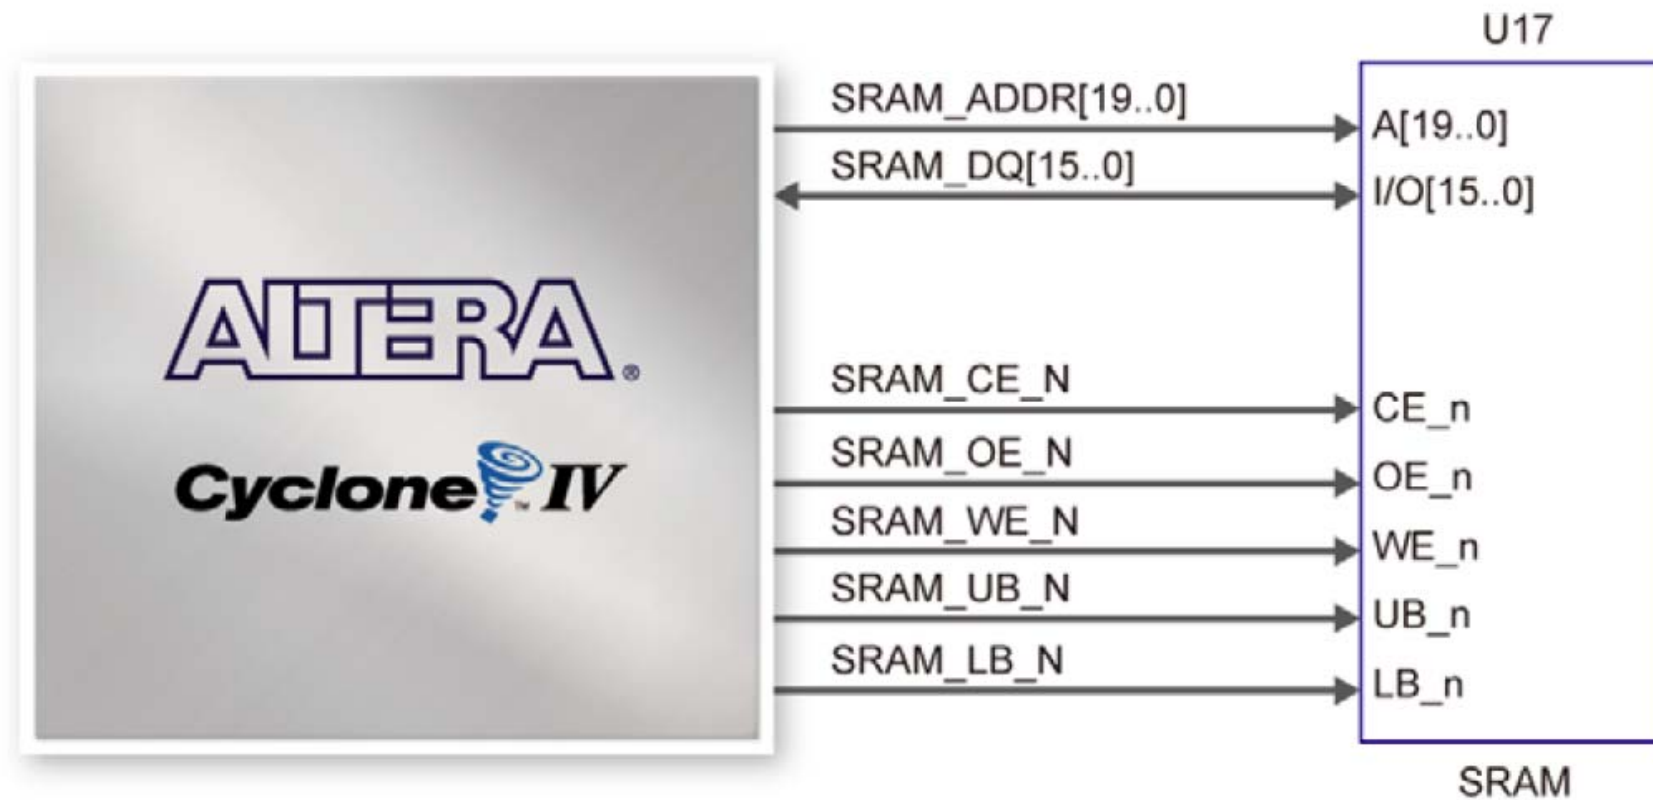 U17
SRAM_ADDR[19..0]
A[19..0]
SRAM_DQ[15..0]
I/O[15..0]
ALTERA®
Cyclone™ IV
SRAM_CE_N
CE_n
SRAM_OE_N
OE_n
SRAM_WE_N
WE_n
SRAM_UB_N
UB_n
SRAM_LB_N
LB_n
SRAM